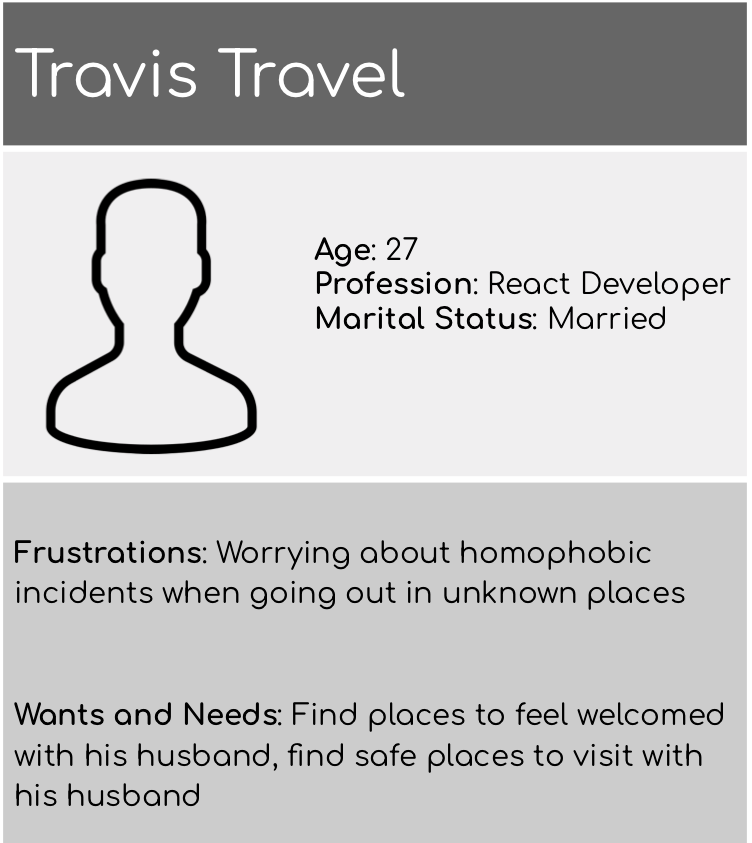 Travis Travel
Age: 27
Profession: React Developer
Marital Status: Married
Frustrations: Worrying about homophobic
incidents when going out in unknown places
Wants and Needs: Find places to feel welcomed
with his husband, find safe places to visit with
his husband